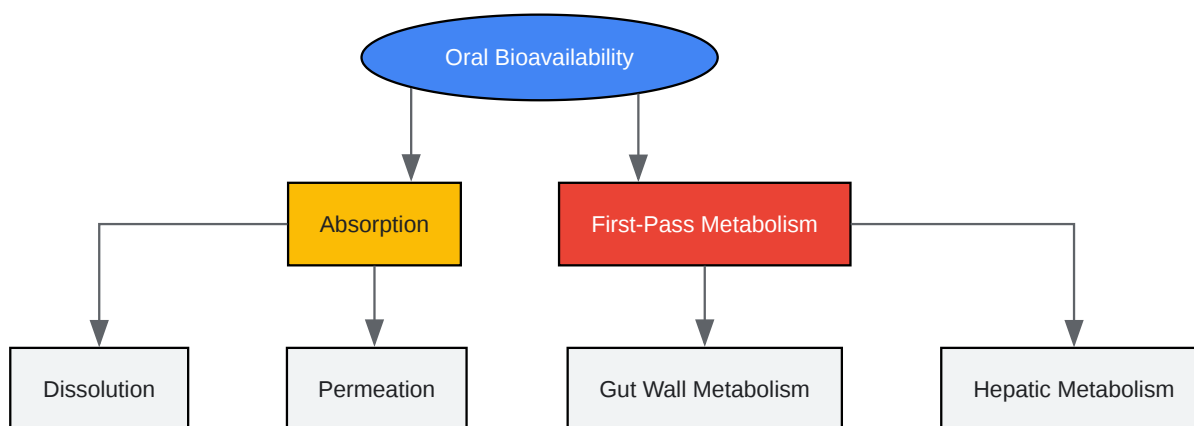 Oral Bioavailability
Absorption
First-Pass Metabolism
Dissolution
Permeation
Gut Wall Metabolism
Hepatic Metabolism